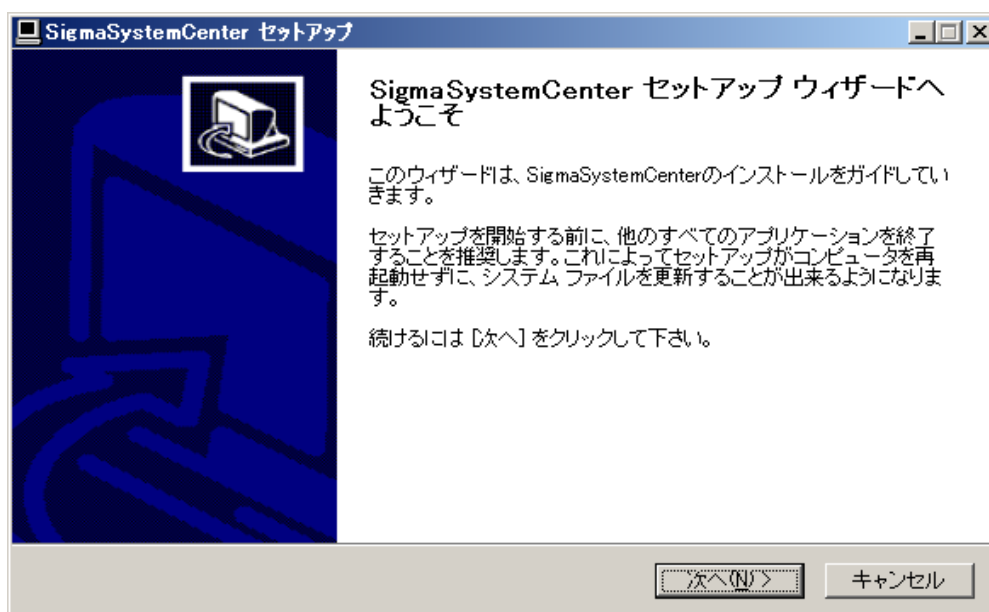 SigmaSystemCenter セットアップ
SigmaSystemCenter セットアップ ウィザードへ
ようこそ
このウィザードは、SigmaSystemCenterのインストールをガイドしてい
きます。
セットアップを開始する前に、他のすべてのアプリケーションを終了
することを推奨します。これによってセットアップがコンピュータを再
起動せずに、システム ファイルを更新することが出来るようになりま
す。
続けるには [次へ] をクリックして下さい。
次へ(N) >
キャンセル